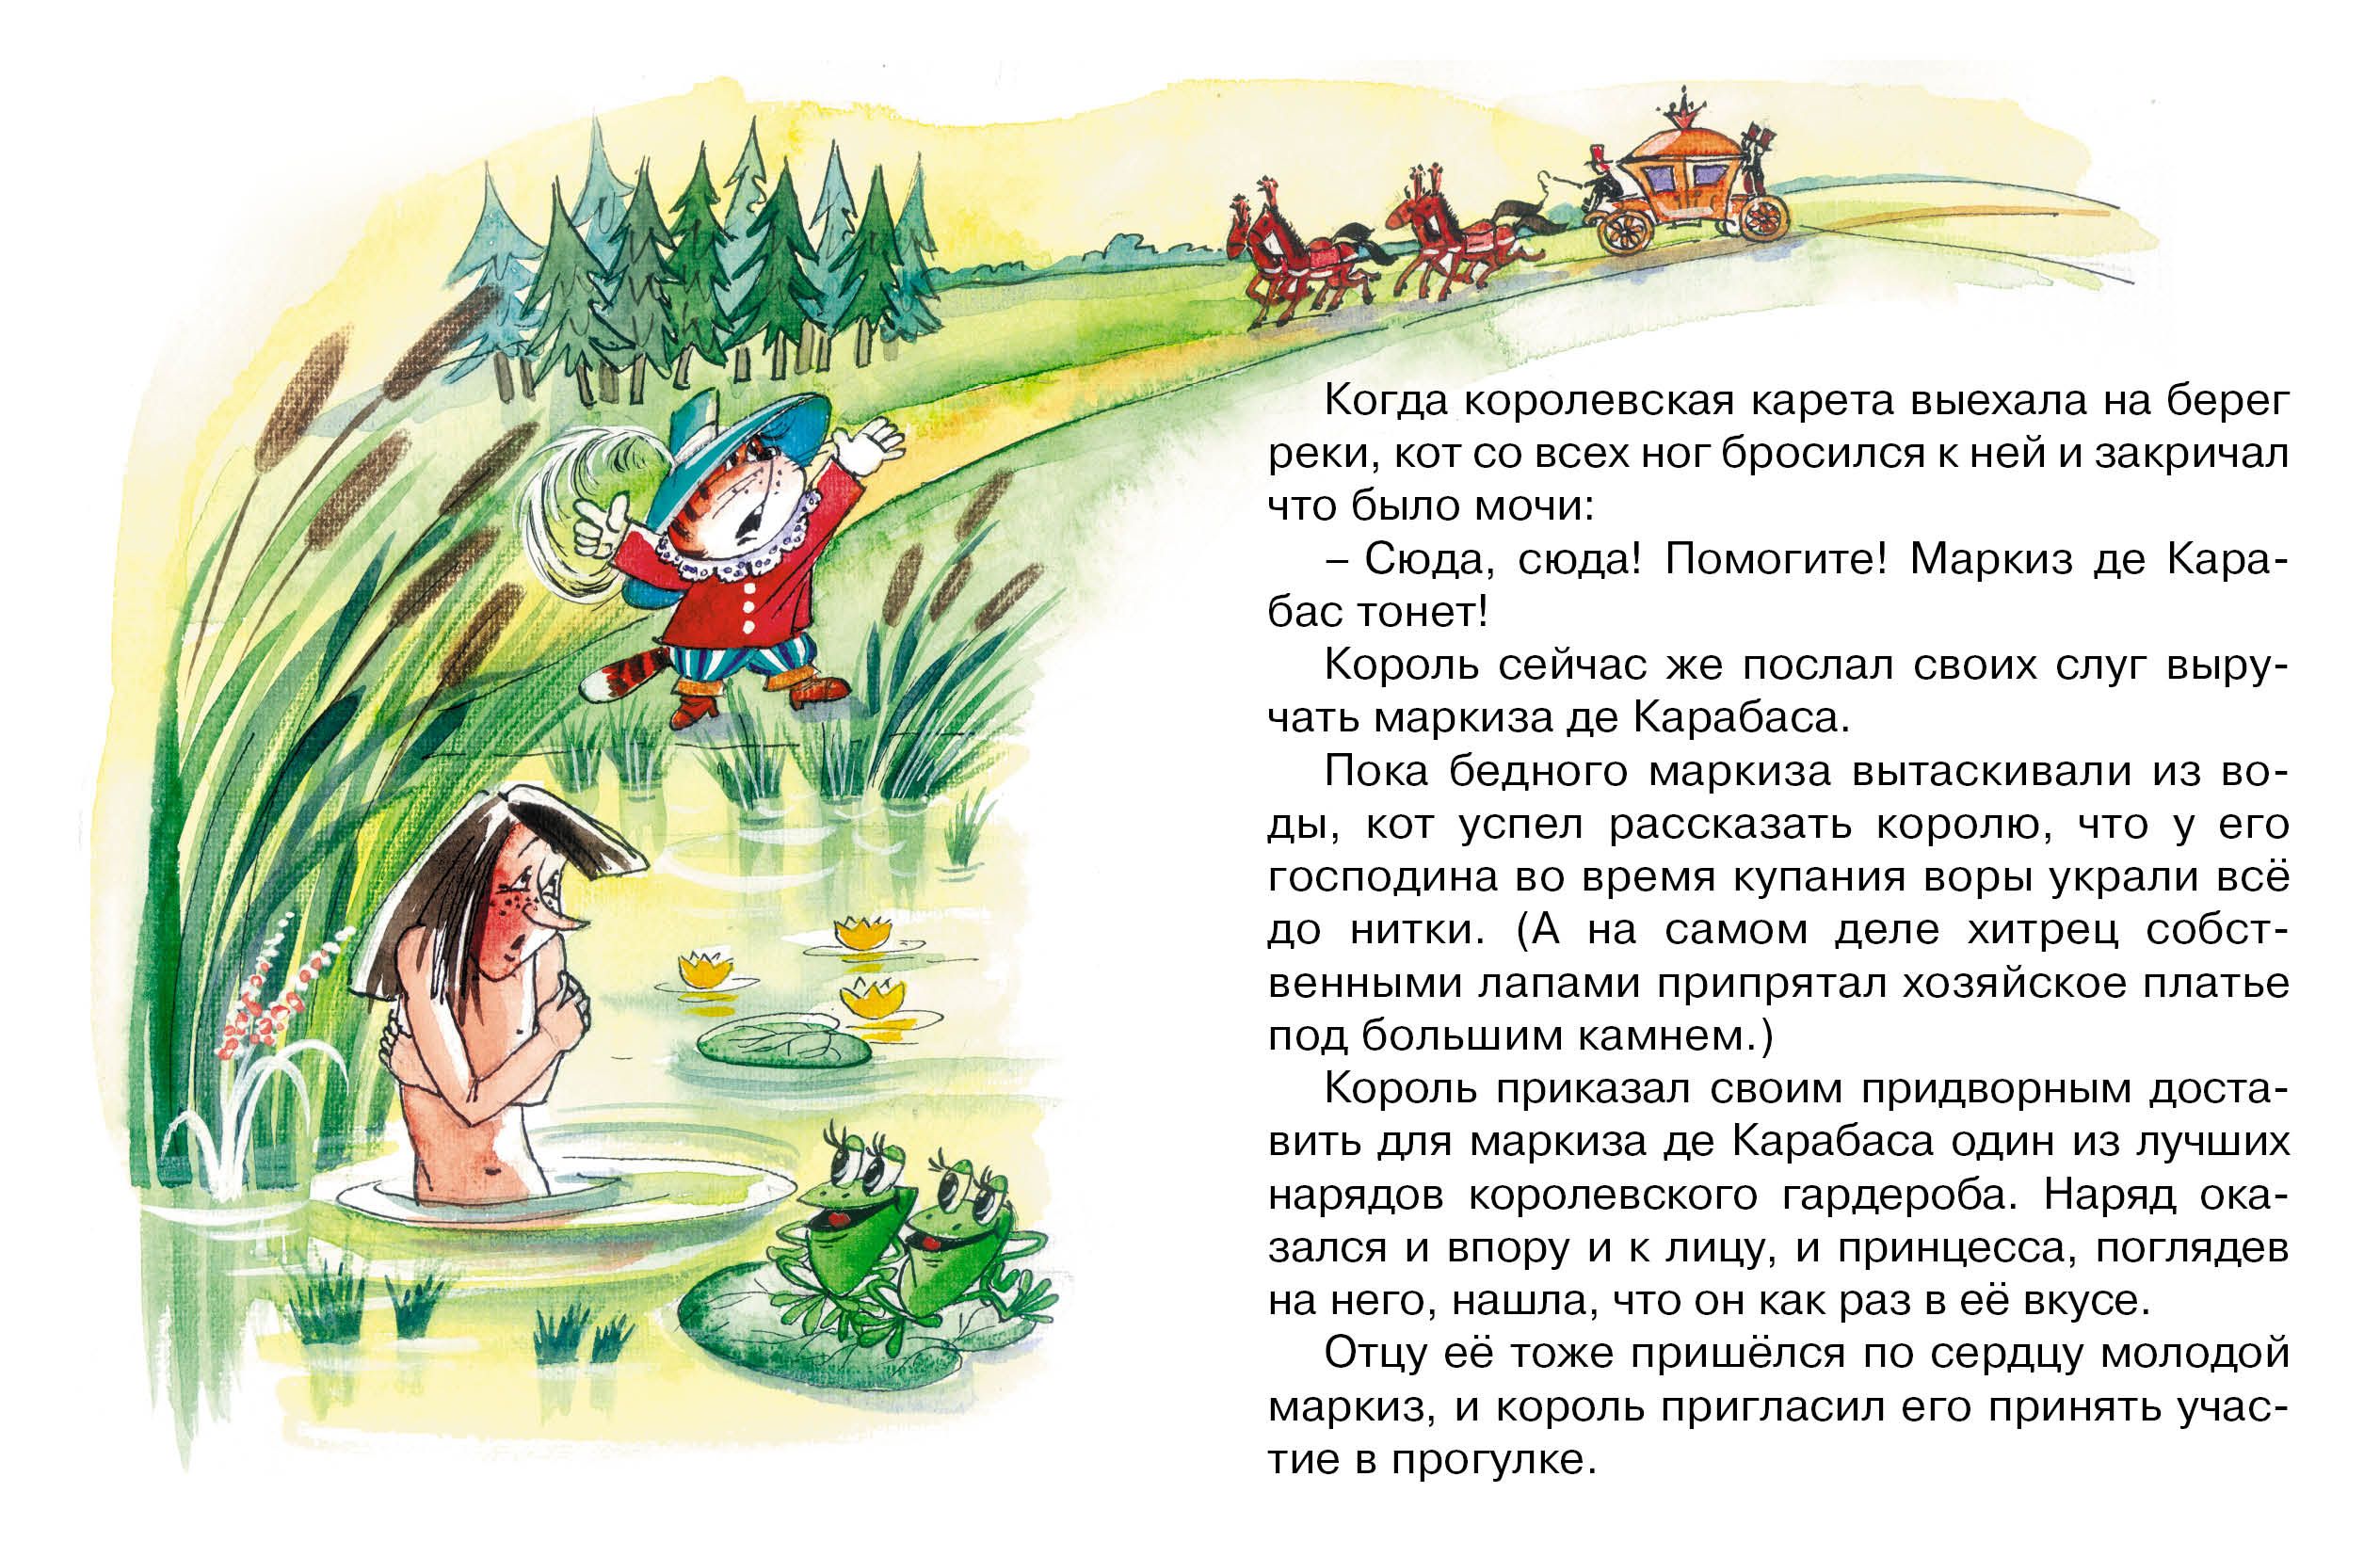 Когда королевская карета выехала на берег
реки, кот со всех ног бросился к ней и закричал
что было мочи:
– Сюда, сюда! Помогите! Маркиз де Кара-
бас тонет!
Король сейчас же послал своих слуг выру-
чать маркиза де Карабаса.
Пока бедного маркиза вытаскивали из во-
ды, кот успел рассказать королю, что у его
господина во время купания воры украли всё
до нитки. (А на самом деле хитрец собст-
венными лапами припрятал хозяйское платье
под большим камнем.)
Король приказал своим придворным доста-
вить для маркиза де Карабаса один из лучших
нарядов королевского гардероба. Наряд ока-
зался и впору и к лицу, и принцесса, поглядев
на него, нашла, что он как раз в её вкусе.
Отцу её тоже пришёлся по сердцу молодой
маркиз, и король пригласил его принять учас-
тие в прогулке.